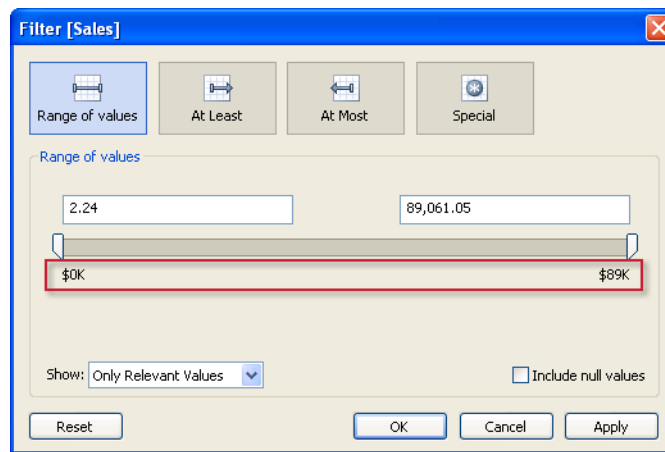 Filter [Sales]
Range of values
At Least
At Most
Special
Range of values
2.24
89,061.05
$0K
$89K
Show: Only Relevant Values
Include null values
Reset
OK
Cancel
Apply